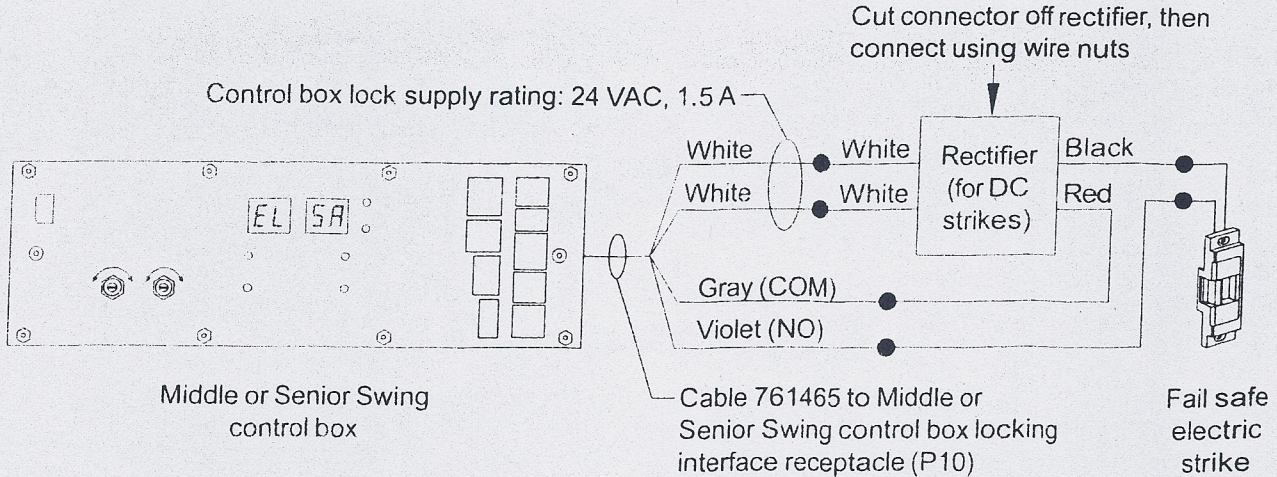 Cut connector off rectifier, then
connect using wire nuts
Control box lock supply rating: 24 VAC, 1.5 A
White
White
White
White
Rectifier
(for DC
strikes)
Black
Red
EL SA
Gray (COM)
Violet (NO)
Middle or Senior Swing
control box
Cable 761465 to Middle or
Senior Swing control box locking
interface receptacle (P10)
Fail safe
electric
strike